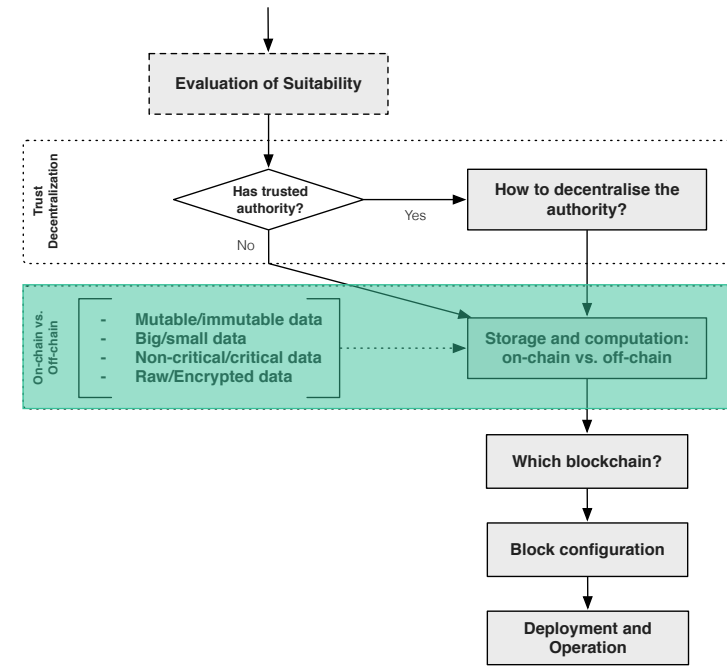 Evaluation of Suitability
Trust
Decentralization
Has trusted
authority?
Yes
No
How to decentralise the
authority?
On-chain vs.
Off-chain
- Mutable/immutable data
- Big/small data
- Non-critical/critical data
- Raw/Encrypted data
Storage and computation:
on-chain vs. off-chain
Which blockchain?
Block configuration
Deployment and
Operation